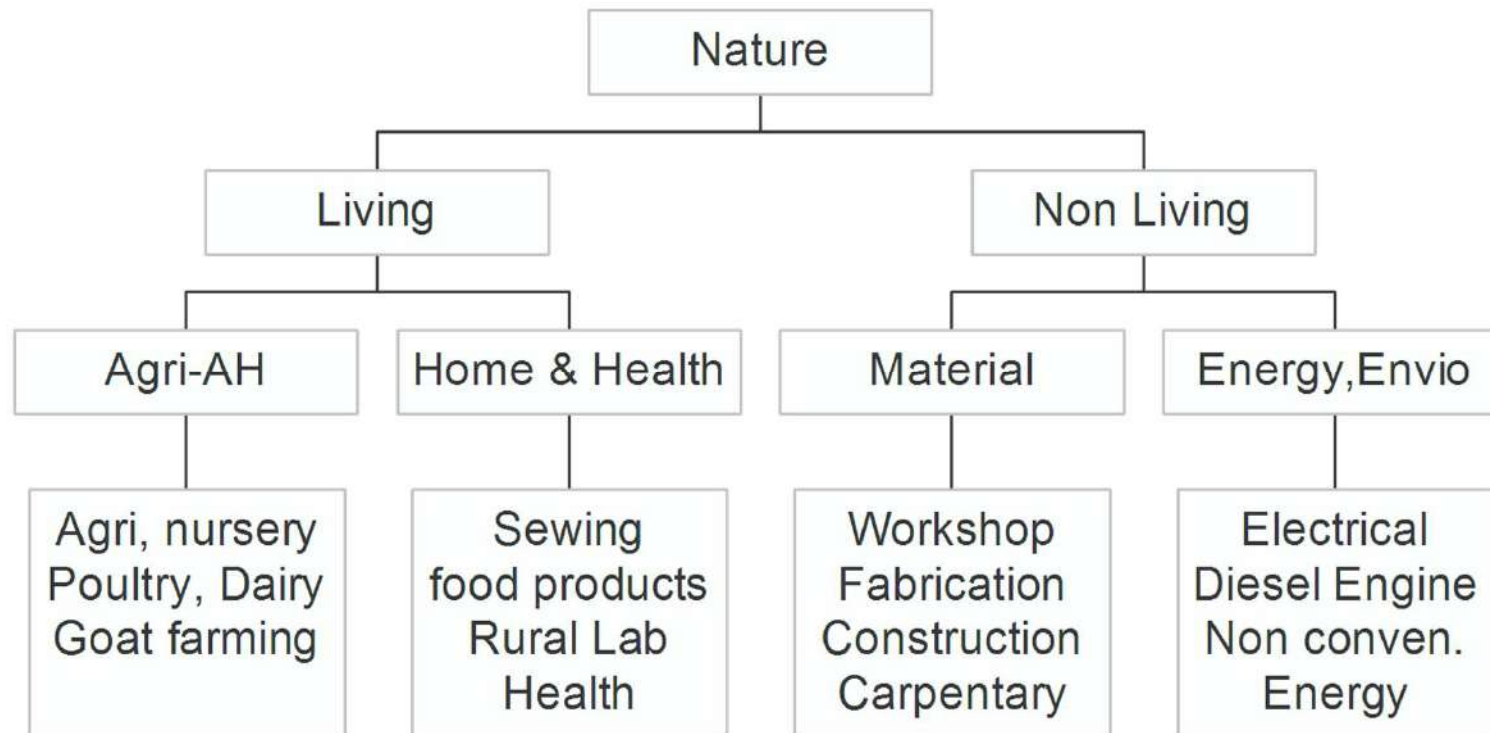 Nature
Living
Non Living
Agri-AH
Home & Health
Material
Energy,Envio
Agri, nursery
Poultry, Dairy
Goat farming
Sewing
food products
Rural Lab
Health
Workshop
Fabrication
Construction
Carpentary
Electrical
Diesel Engine
Non conven.
Energy